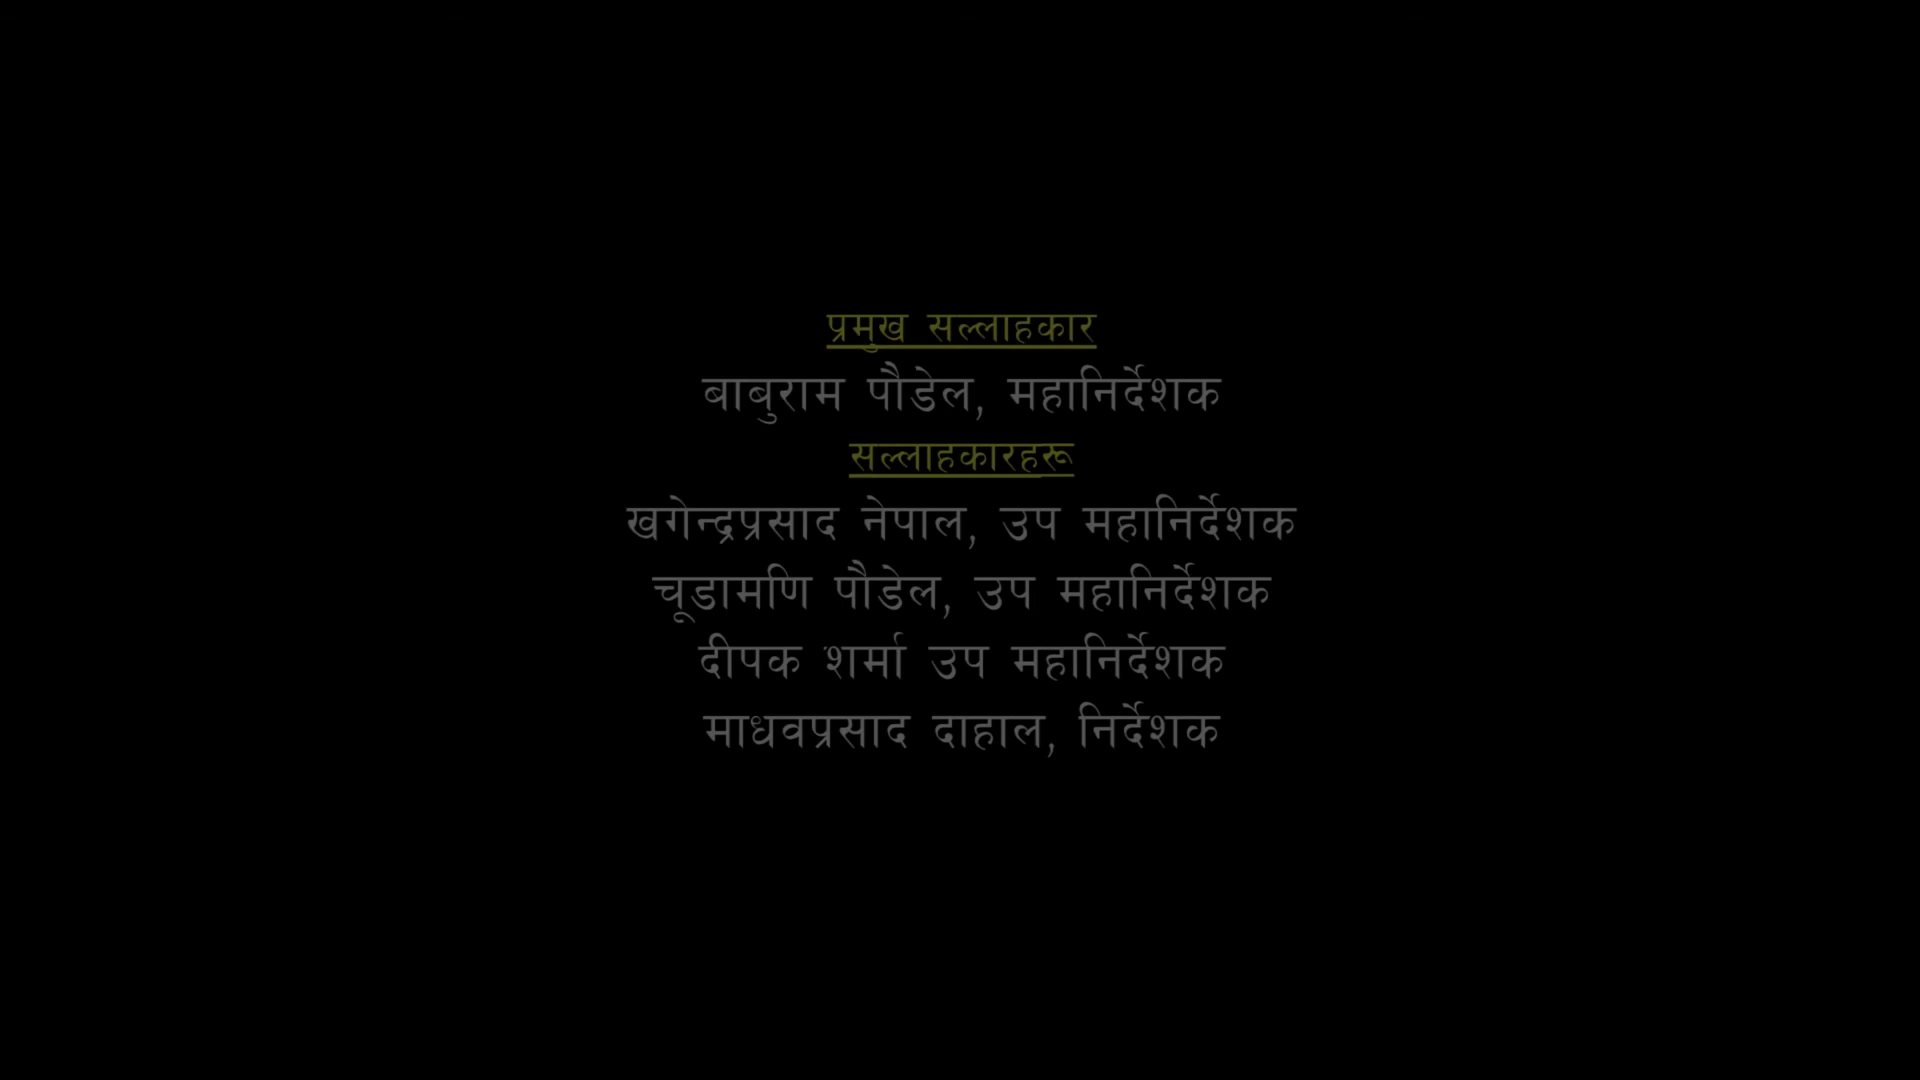 प्रमुख सल्लाहकार
बाबुराम पौडेल, महानिर्देशक
सल्लाहकारहरू
खगेन्द्रप्रसाद नेपाल, उप महानिर्देशक
चूडामणि पौडेल, उप महानिर्देशक
दीपक शर्मा उप महानिर्देशक
माधवप्रसाद दाहाल, निर्देशक